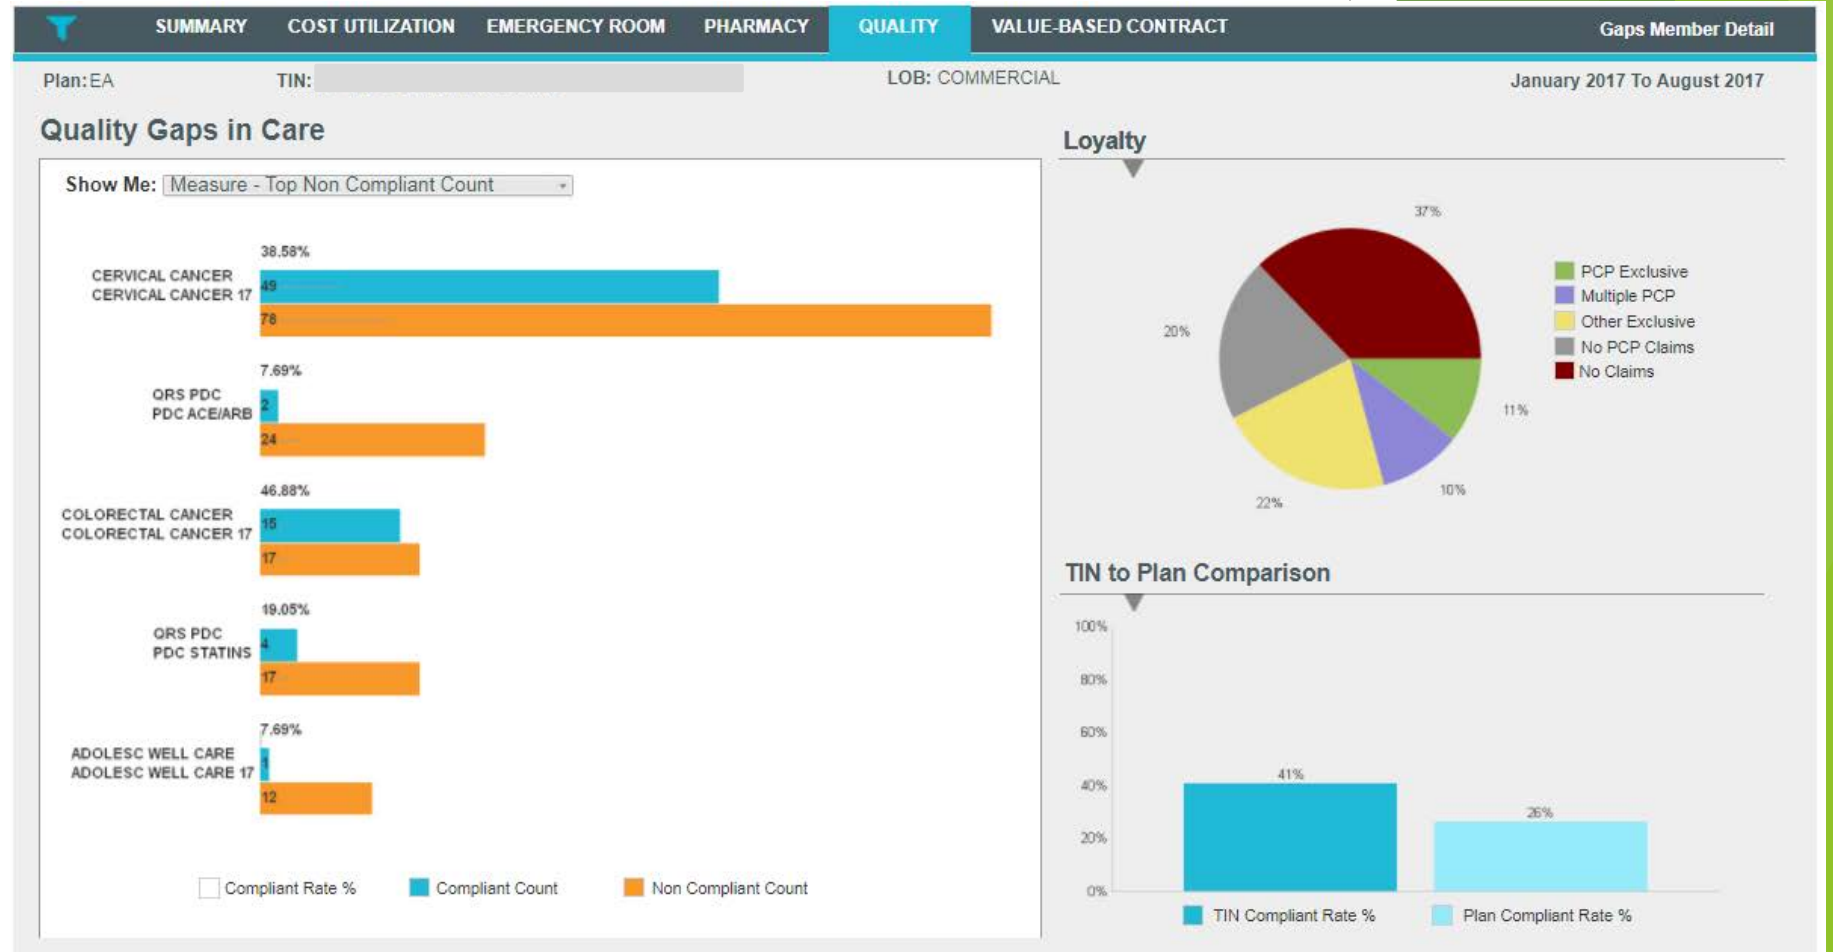 SUMMARY COST UTILIZATION EMERGENCY ROOM PHARMACY QUALITY VALUE-BASED CONTRACT Gaps Member Detail
Plan: EA TIN: LOB: COMMERCIAL January 2017 To August 2017
Quality Gaps in Care
Show Me: Measure - Top Non Compliant Count
38.58%
CERVICAL CANCER
CERVICAL CANCER 17
49
78
7.69%
QRS PDC
PDC ACE/ARB
2
24
46.88%
COLORECTAL CANCER
COLORECTAL CANCER 17
15
17
19.05%
QRS PDC
PDC STATINS
4
17
7.69%
ADOLESC WELL CARE
ADOLESC WELL CARE 17
1
12
Compliant Rate % Compliant Count Non Compliant Count
Loyalty
37%
20%
11%
22%
10%
PCP Exclusive
Multiple PCP
Other Exclusive
No PCP Claims
No Claims
TIN to Plan Comparison
100%
80%
60%
40%
20%
0%
41%
26%
TIN Compliant Rate % Plan Compliant Rate %